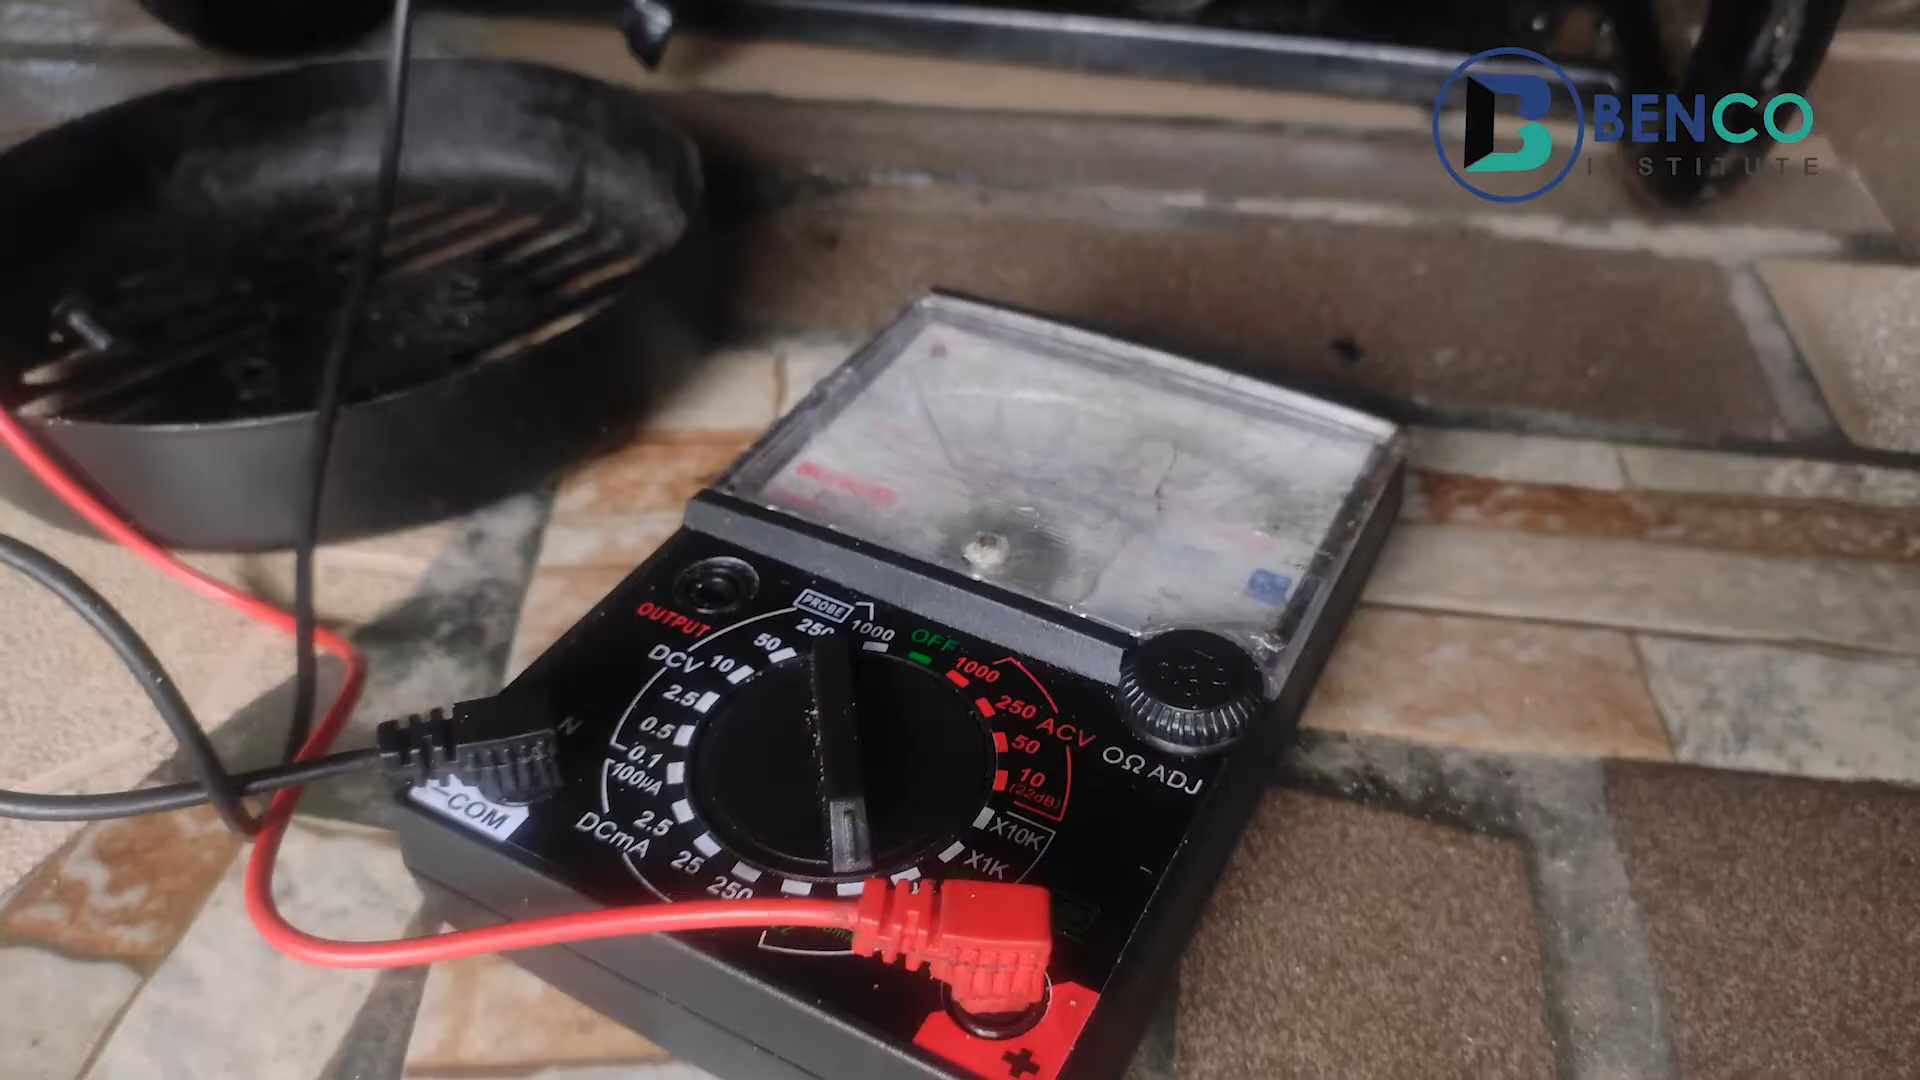 BENCO
INSTITUTE
OUTPUT
PROBE
1000
OFF
250
50
DCV
10
2.5
0.5
0.1
100µA
2.5
DCmA
25
250
1000
250
ACV
50
10
(22dB)
X10K
X1K
0Ω ADJ
N
−COM
+